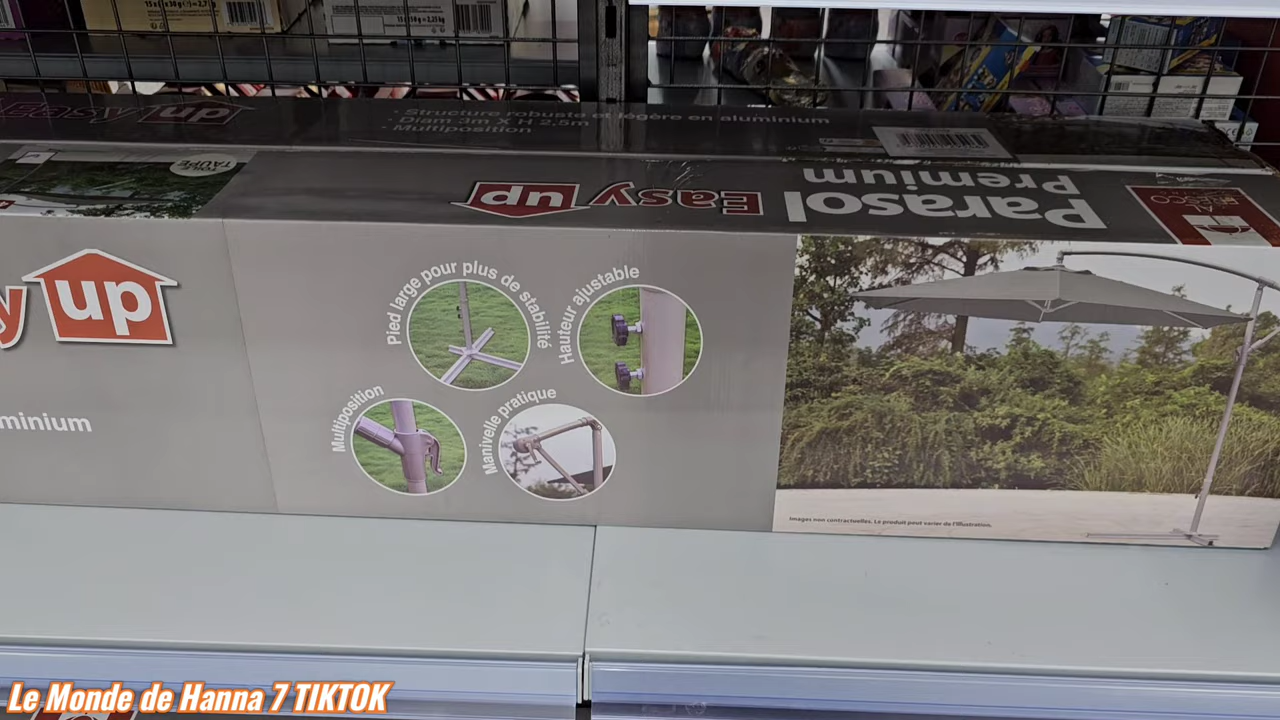 Easy up
· Structure robuste et légère en aluminium
· Diam 3m X H 2,5m
· Multiposition
TOILE
TAUPE
Parasol
Premium
Easy up
y up
minium
Pied large pour plus de stabilité
Hauteur ajustable
Multiposition
Manivelle pratique
Images non contractuelles. Le produit peut varier de l'illustration.
Le Monde de Hanna 7 TIKTOK